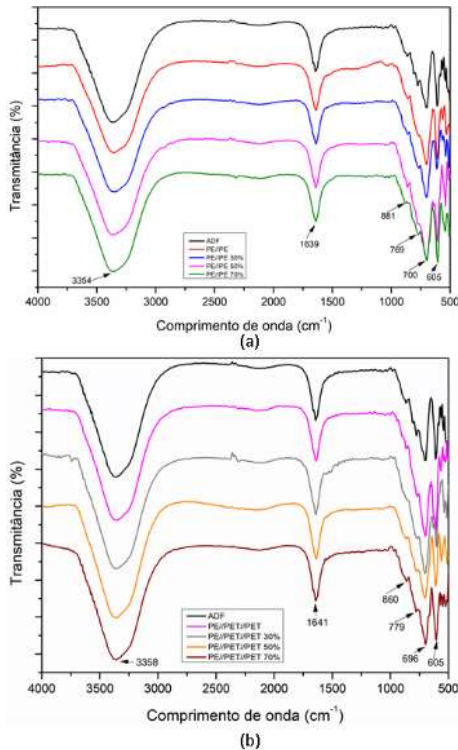 Transmitância (%)
ADF
PE//PE
PE//PE 30%
PE//PE 50%
PE//PE 70%
3354
1639
881
769
700
605
4000 3500 3000 2500 2000 1500 1000 500
Comprimento de onda (cm⁻¹)
(a)
Transmitância (%)
ADF
PE//PET//PET
PE//PET//PET 30%
PE//PET//PET 50%
PE//PET//PET 70%
3358
1641
860
779
696
605
4000 3500 3000 2500 2000 1500 1000 500
Comprimento de onda (cm⁻¹)
(b)